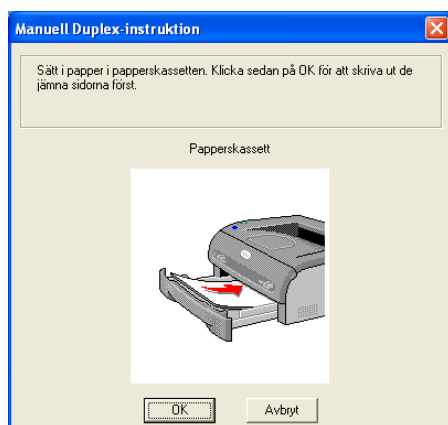 Manuell Duplex-instruktion
Sätt i papper i papperskassetten. Klicka sedan på OK för att skriva ut de
jämna sidorna först.
Papperskassett
OK
Avbryt